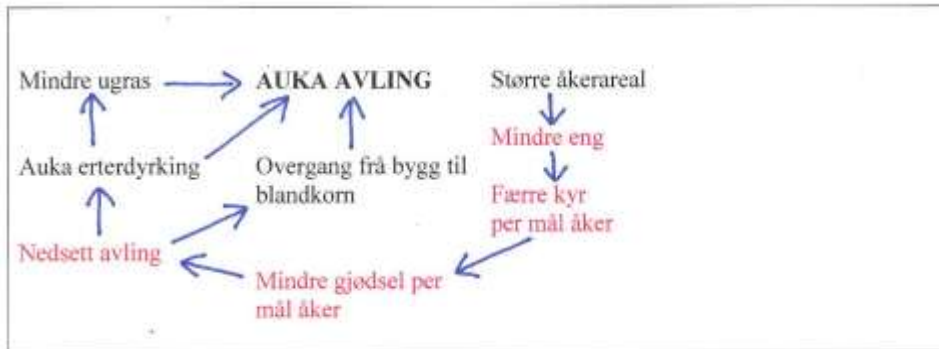 Mindre ugras
AUKA AVLING
Større åkerareal
Mindre eng
Auka erterdyrking
Overgang frå bygg til
blandkorn
Færre kyr
per mål åker
Nedsett avling
Mindre gjødsel per
mål åker